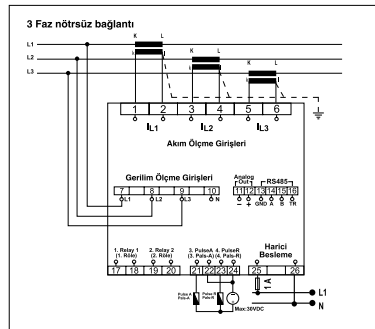 3 Faz nötrsüz bağlantı
K L
L1
k l
K L
L2
k l
K L
L3
k l
1 2 3 4 5 6
IL1 IL2 IL3
Akım Ölçme Girişleri
Gerilim Ölçme Girişleri
Analog Out
RS485
7 8 9 10 11 12 13 14 15 16
L1 L2 L3 N − + GND A B TR
1. Relay 1 2. Relay 2 3. PulseA 4. PulseR
(1. Röle) (2. Röle) (3. Pals-A) (4. Pals-R)
Harici Besleme
17 18 19 20 21 22 23 24 25 26
Pulse A Pals-A
Pulse R Pals-R
1 A
L1
N
Max:30VDC